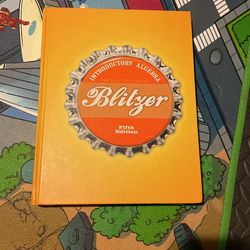 INTRODUCTORY ALGEBRA
Blitzer
Fifth
Edition